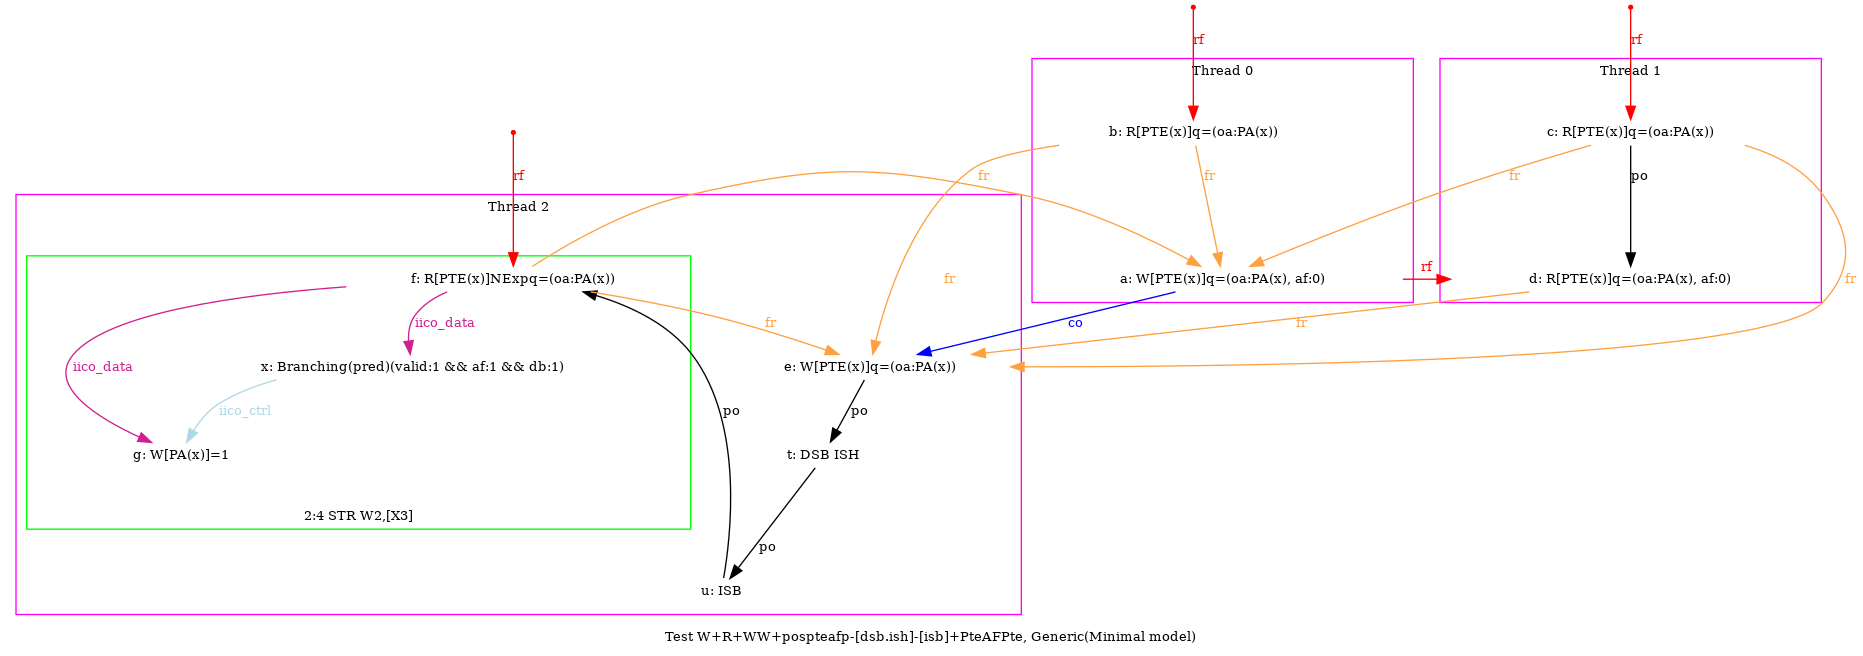 rf
rf
Thread 0
Thread 1
b: R[PTE(x)]q=(oa:PA(x))
c: R[PTE(x)]q=(oa:PA(x))
rf
fr
fr
fr
po
Thread 2
f: R[PTE(x)]NExpq=(oa:PA(x))
fr
a: W[PTE(x)]q=(oa:PA(x), af:0)
rf
d: R[PTE(x)]q=(oa:PA(x), af:0)
fr
iico_data
fr
co
fr
iico_data
x: Branching(pred)(valid:1 && af:1 && db:1)
e: W[PTE(x)]q=(oa:PA(x))
iico_ctrl
po
po
g: W[PA(x)]=1
t: DSB ISH
2:4 STR W2,[X3]
po
u: ISB
Test W+R+WW+pospteafp-[dsb.ish]-[isb]+PteAFPte, Generic(Minimal model)